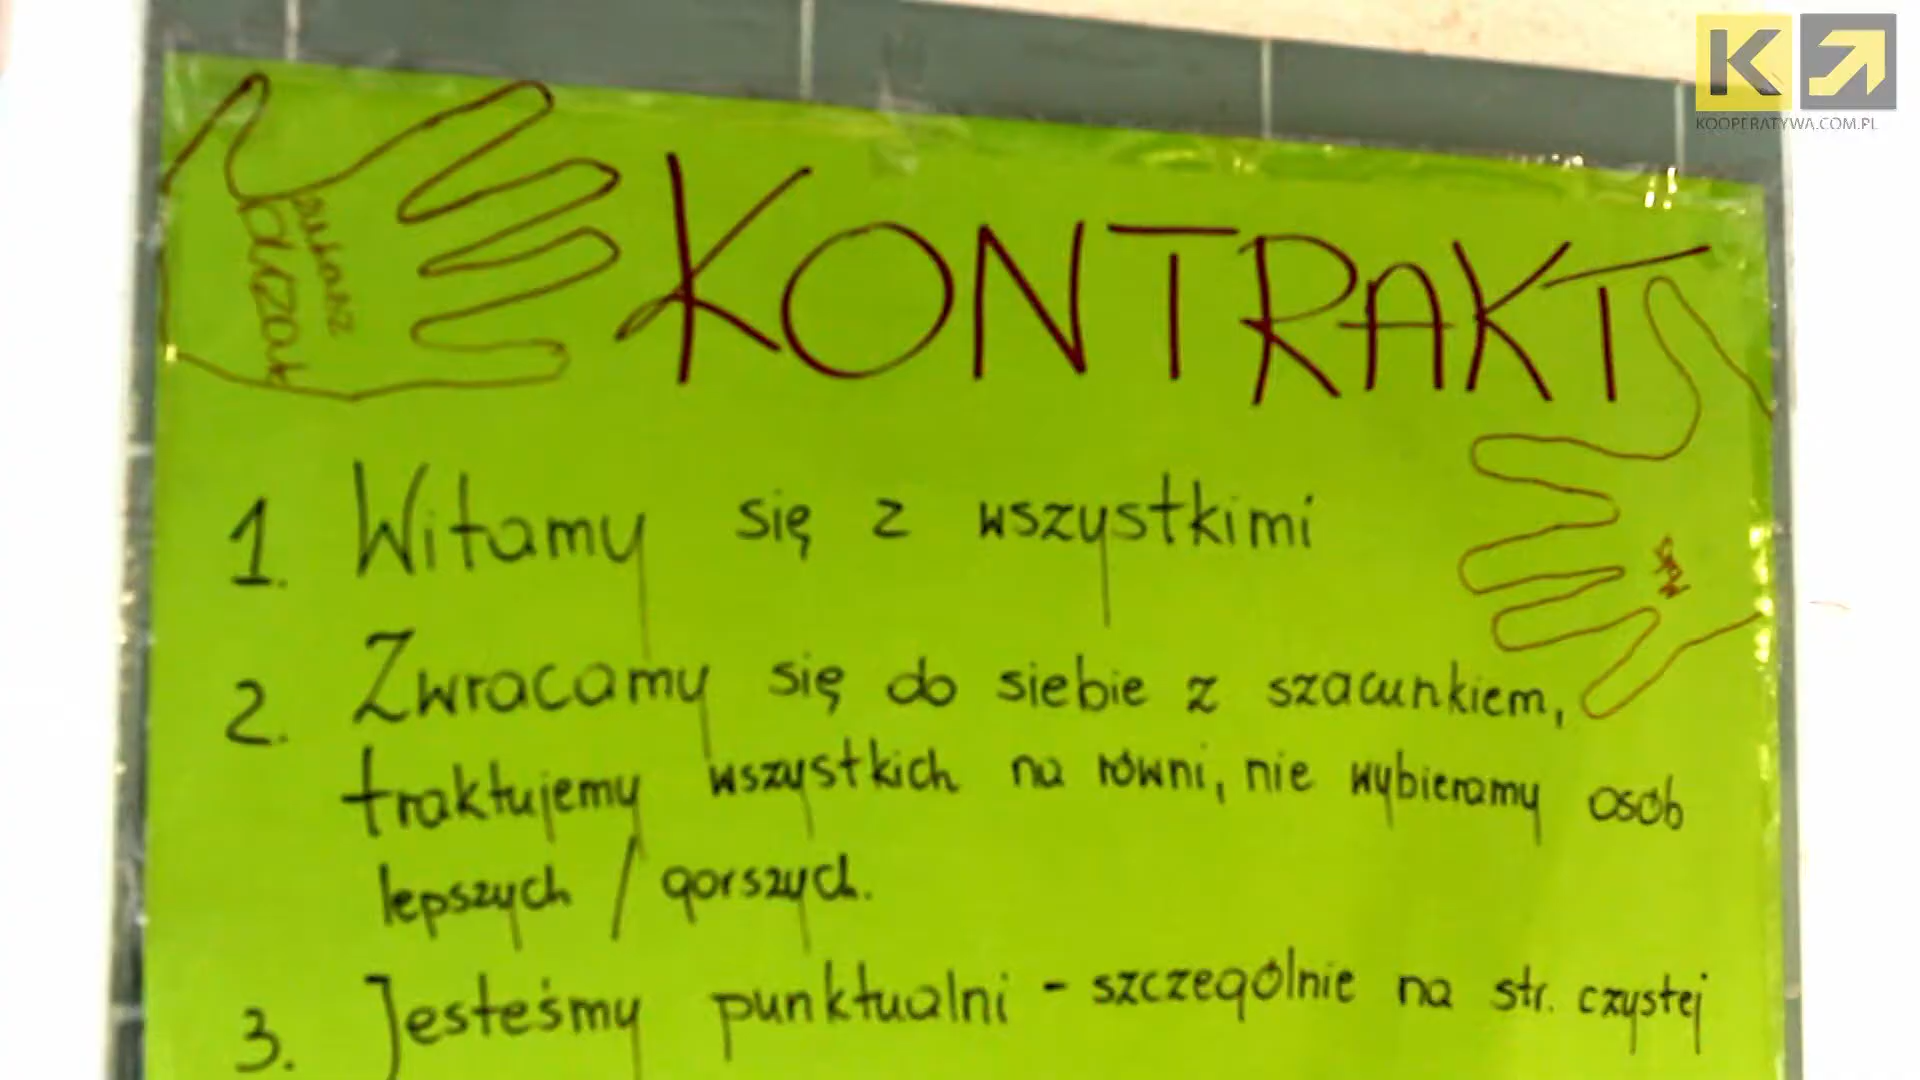 K
KOOPERATYWA.COM.PL
KONTRAKT
1. Witamy się z wszystkimi
2. Zwracamy się do siebie z szacunkiem,
traktujemy wszystkich na równi, nie wybieramy osób
lepszych / gorszych.
3. Jesteśmy punktualni - szczególnie na str. czystej